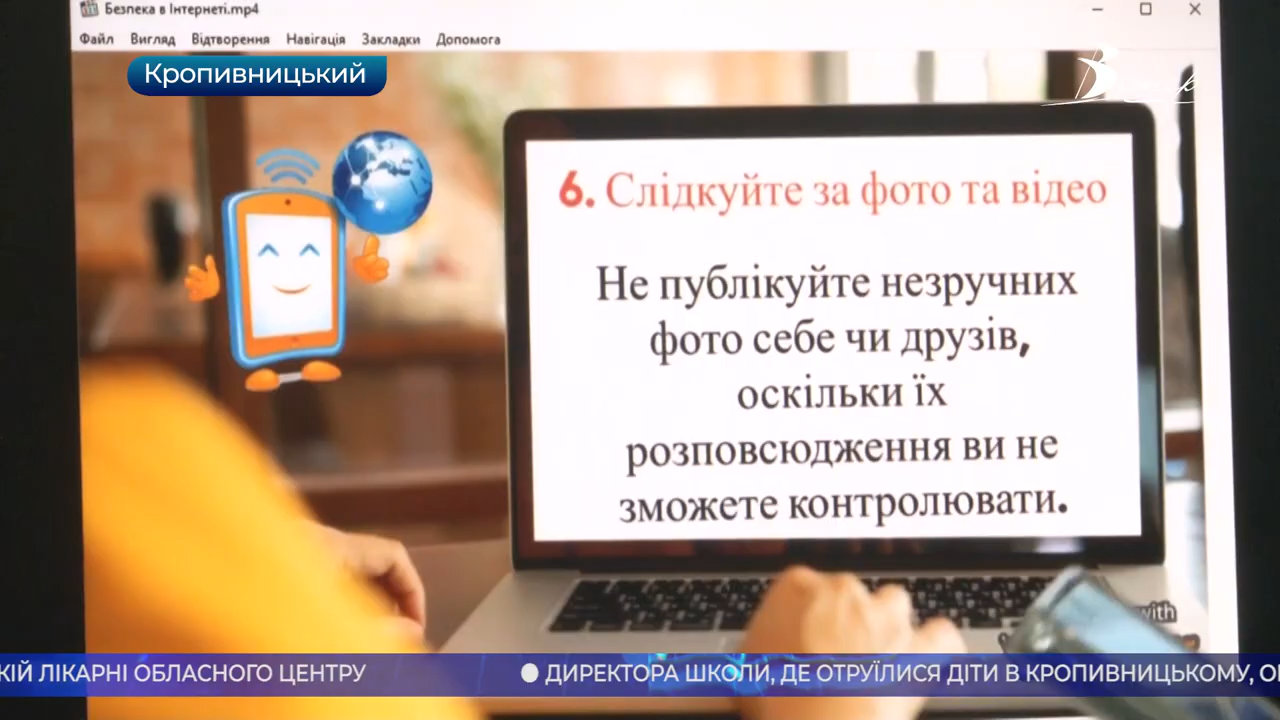 Безпека в Інтернеті.mp4
Файл Вигляд Відтворення Навігація Закладки Допомога
Кропивницький
6. Слідкуйте за фото та відео
Не публікуйте незручних
фото себе чи друзів,
оскільки їх
розповсюдження ви не
зможете контролювати.
with
ЛІКАРНІ ОБЛАСНОГО ЦЕНТРУ ДИРЕКТОРА ШКОЛИ, ДЕ ОТРУЇЛИСЯ ДІТИ В КРОПИВНИЦЬКОМУ,